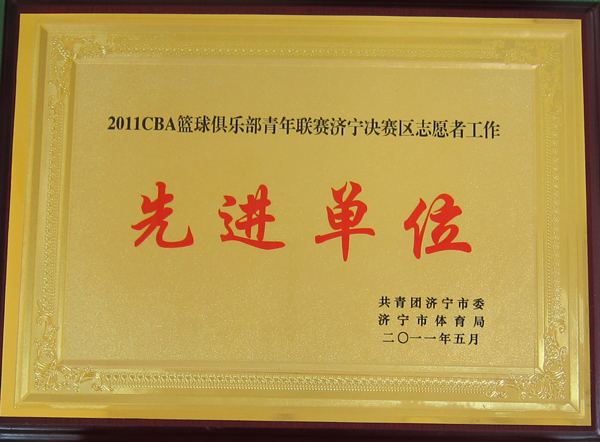 2011CBA篮球俱乐部青年联赛济宁决赛区志愿者工作
先进单位
共青团济宁市委
济宁市体育局
二〇一一年五月